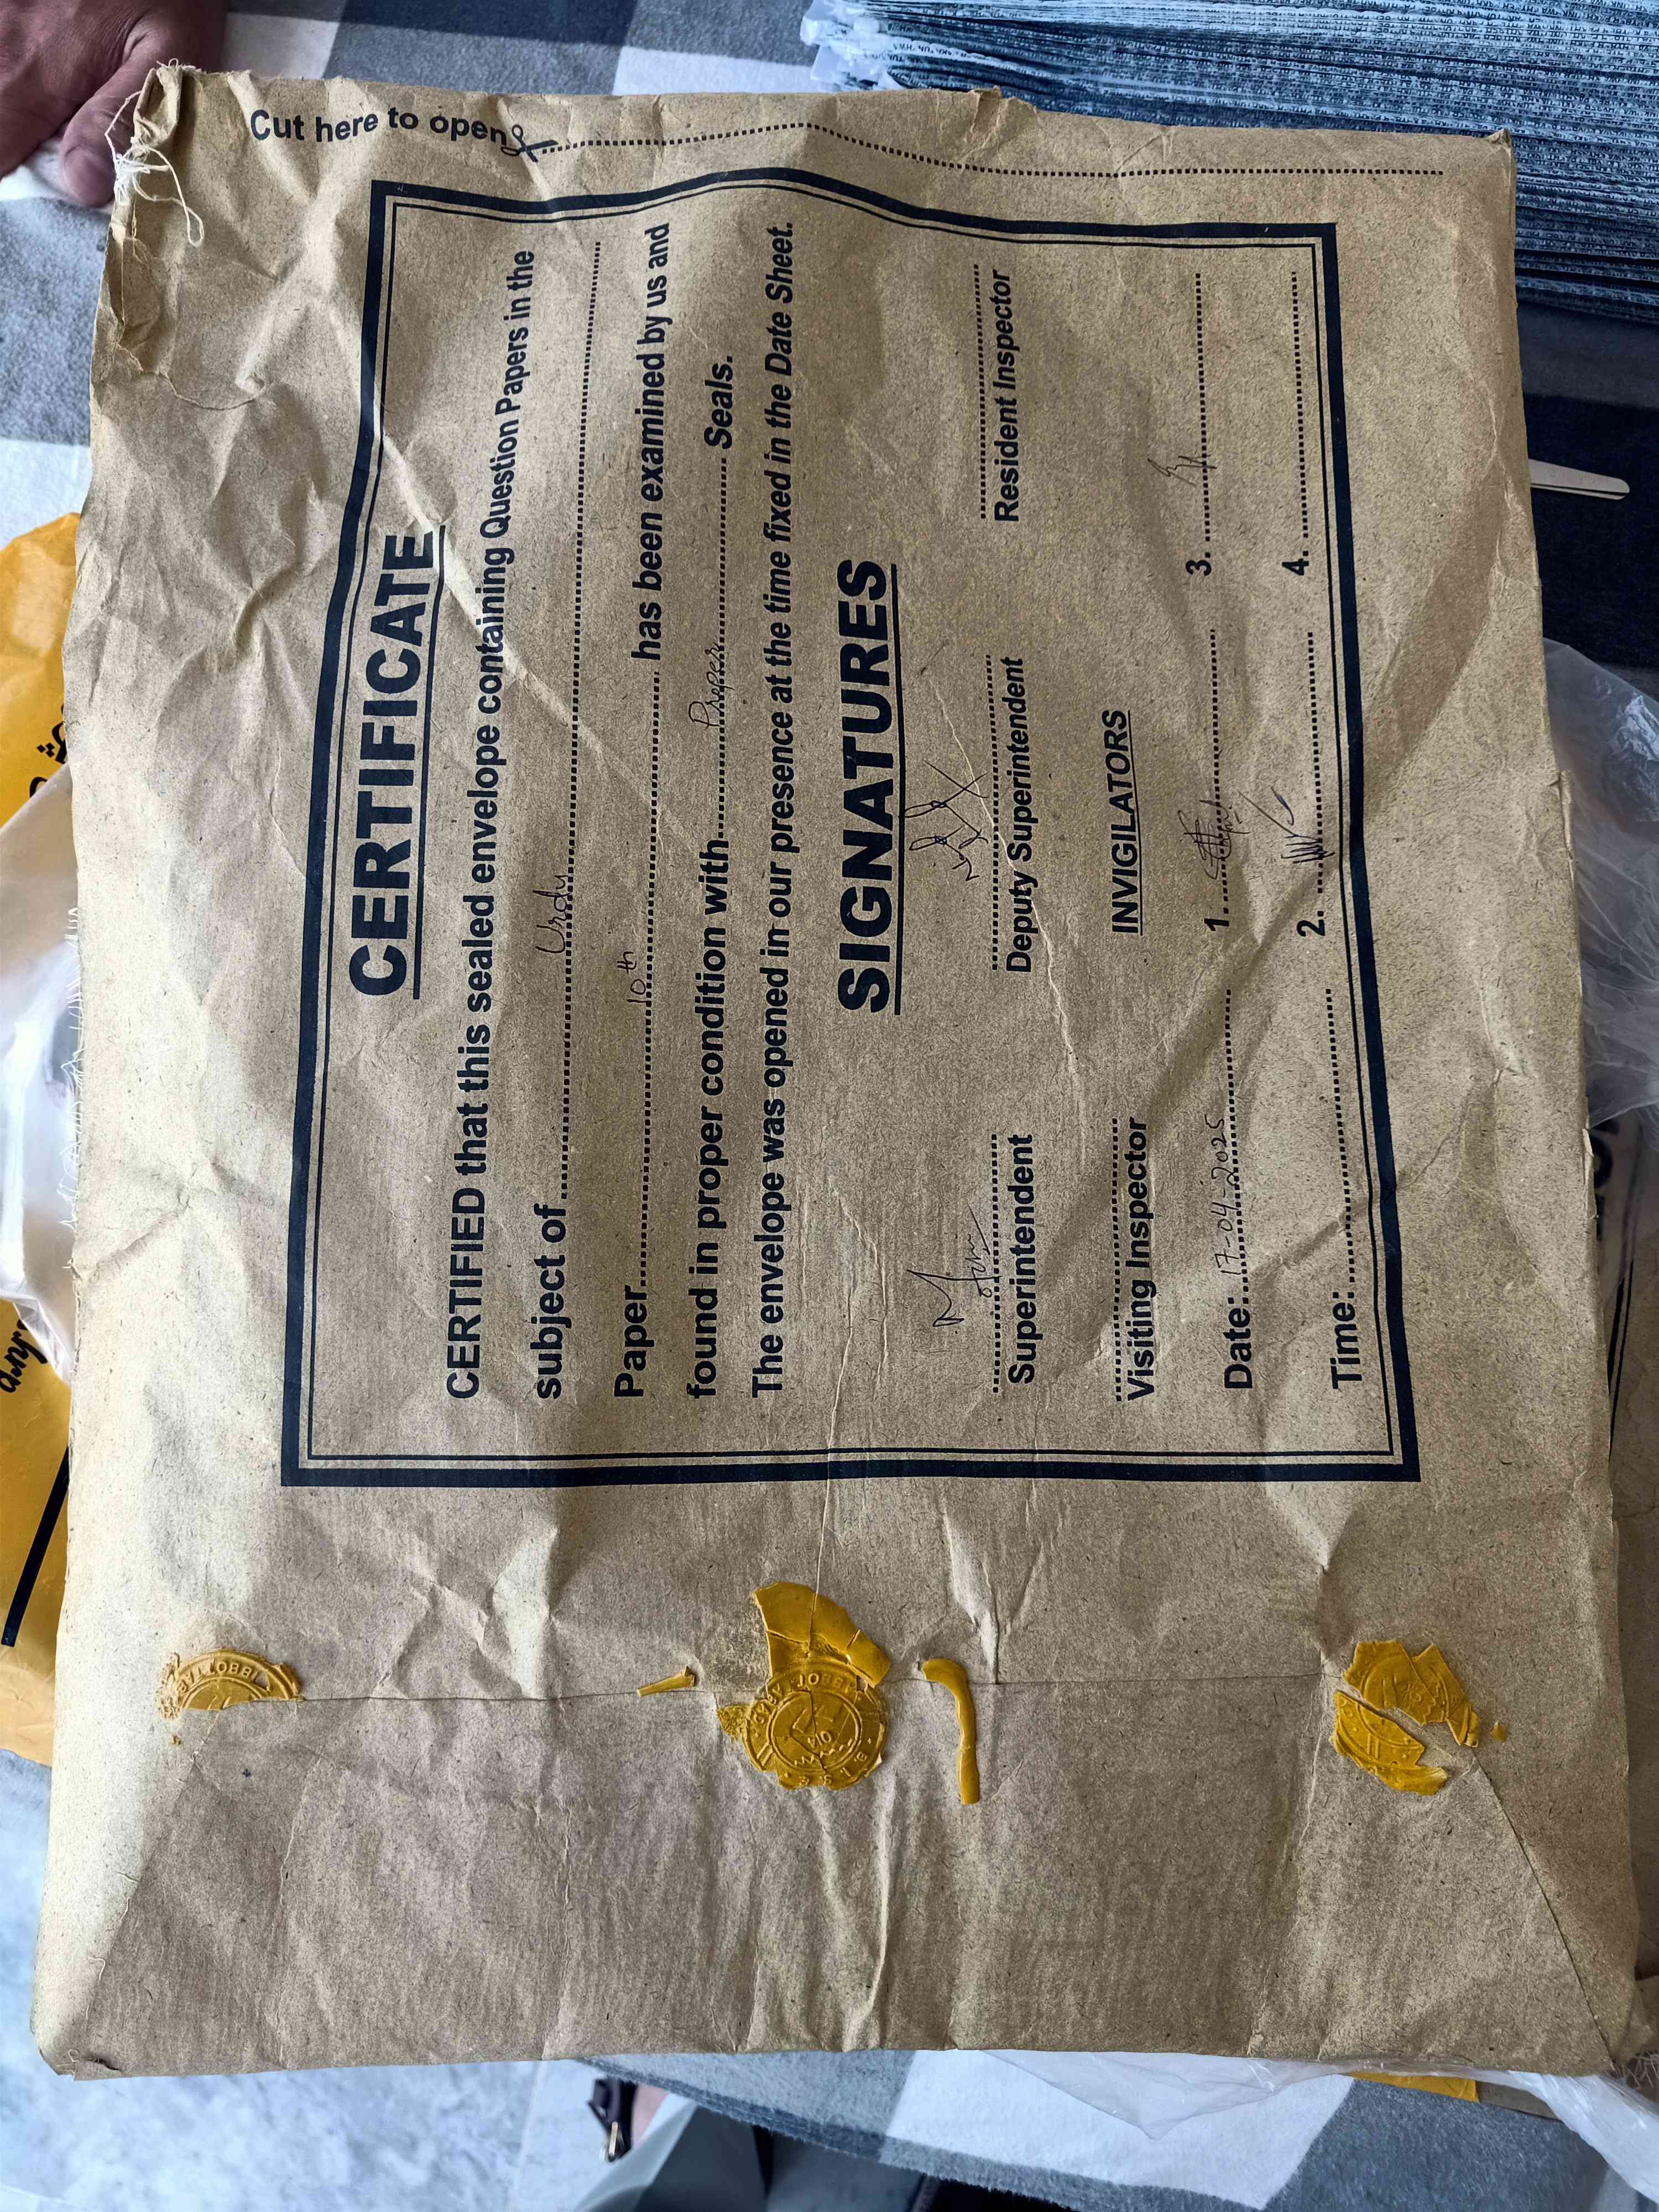 Cut here to open
CERTIFICATE
CERTIFIED that this sealed envelope containing Question Papers in the
subject of Urdu
Paper 10th has been examined by us and
found in proper condition with Proper Seals.
The envelope was opened in our presence at the time fixed in the Date Sheet.
SIGNATURES
Superintendent Deputy Superintendent Resident Inspector
Visiting Inspector INVIGILATORS
Date: 17-04-2025 1. 3.
Time: 2. 4.